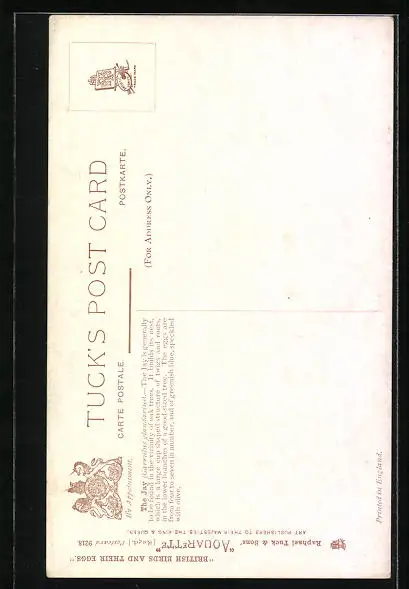 TUCK'S POST CARD
CARTE POSTALE.
POSTKARTE.
(FOR ADDRESS ONLY.)
By Appointment.
The Jay (Garrulus glandarius).—The Jay is generally
to be found in the vicinity of oak trees. It builds its nest,
which is a large cup shaped structure of twigs and roots,
in the lower branches of a good-sized tree. The eggs are
from four to seven in number, and of greenish-blue, speckled
with olive.
Raphael Tuck & Sons'
"AQUARETTE"
[Regd.] Postcard 9218.
"BRITISH BIRDS AND THEIR EGGS."
ART PUBLISHERS TO THEIR MAJESTIES THE KING & QUEEN.
Printed in England.